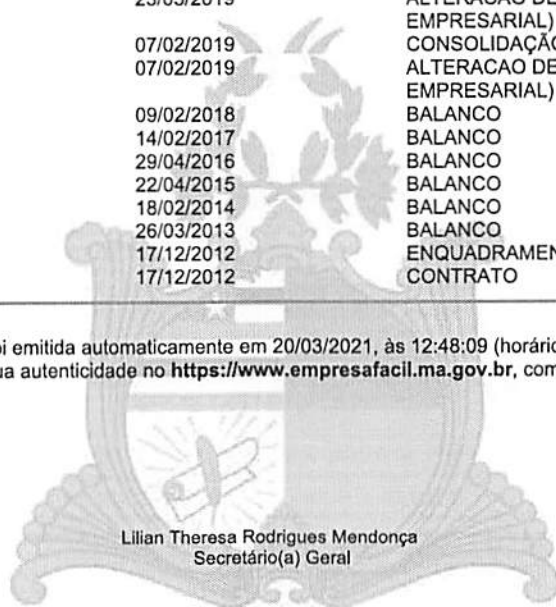 ALTERACAO DE
EMPRESARIAL)
07/02/2019 CONSOLIDAÇÃO
07/02/2019 ALTERACAO DE
EMPRESARIAL)
09/02/2018 BALANCO
14/02/2017 BALANCO
29/04/2016 BALANCO
22/04/2015 BALANCO
18/02/2014 BALANCO
26/03/2013 BALANCO
17/12/2012 ENQUADRAMEN
17/12/2012 CONTRATO
oi emitida automaticamente em 20/03/2021, às 12:48:09 (horário
ua autenticidade no https://www.empresafacil.ma.gov.br, com
Lilian Theresa Rodrigues Mendonça
Secretário(a) Geral